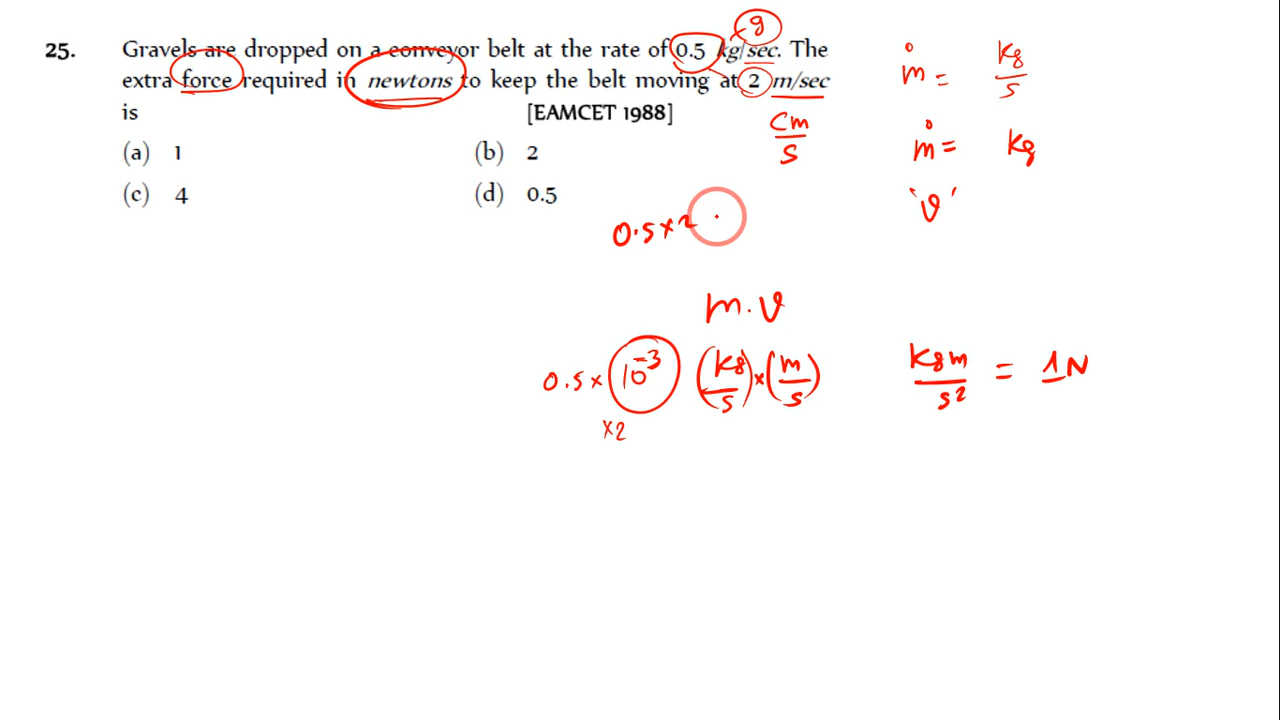 25. Gravels are dropped on a conveyor belt at the rate of 0.5 kg/sec. The
extra force required in newtons to keep the belt moving at 2 m/sec
is [EAMCET 1988]
(a) 1 (b) 2
(c) 4 (d) 0.5
g
cm/s
ṁ = kg/s
ṁ = kg
'v'
0.5×2
m.v
0.5 × 10⁻³ (kg/s) × (m/s)
×2
kgm/s² = 1N